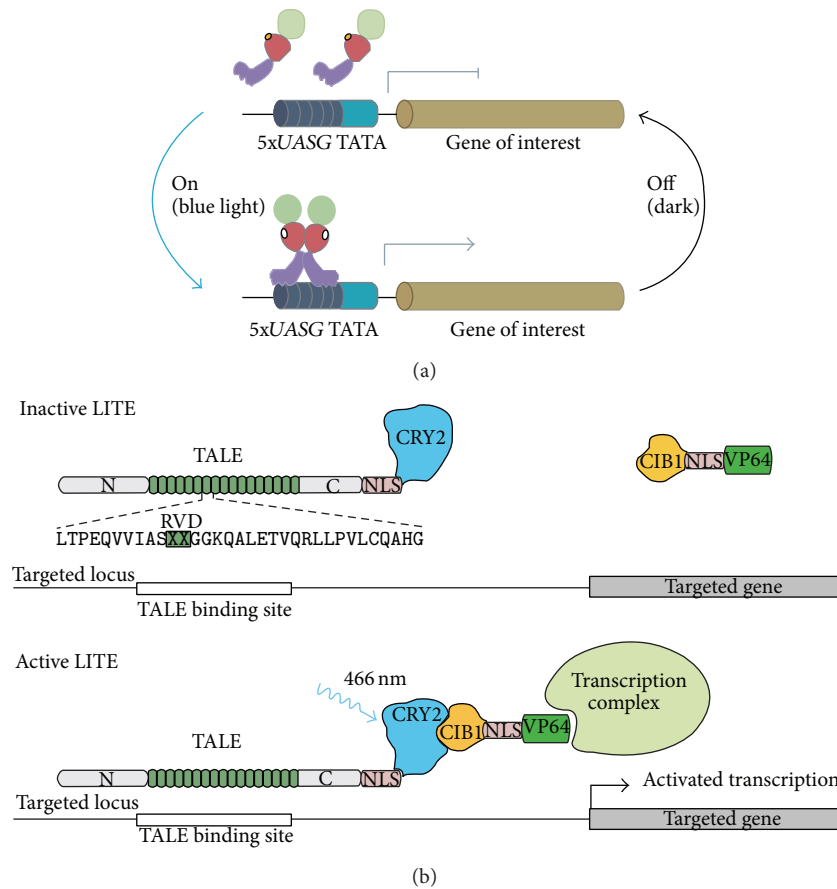 5xUASG TATA
Gene of interest
On
(blue light)
Off
(dark)
5xUASG TATA
Gene of interest
(a)
Inactive LITE
CRY2
TALE
CIB1 NLS VP64
N
C NLS
RVD
LTPEQVVIASXXGGKQALETVQRLLPVLCQAHG
Targeted locus
Targeted gene
TALE binding site
Active LITE
466 nm
Transcription
complex
CRY2
CIB1 NLS VP64
TALE
N
C NLS
Activated transcription
Targeted locus
Targeted gene
TALE binding site
(b)